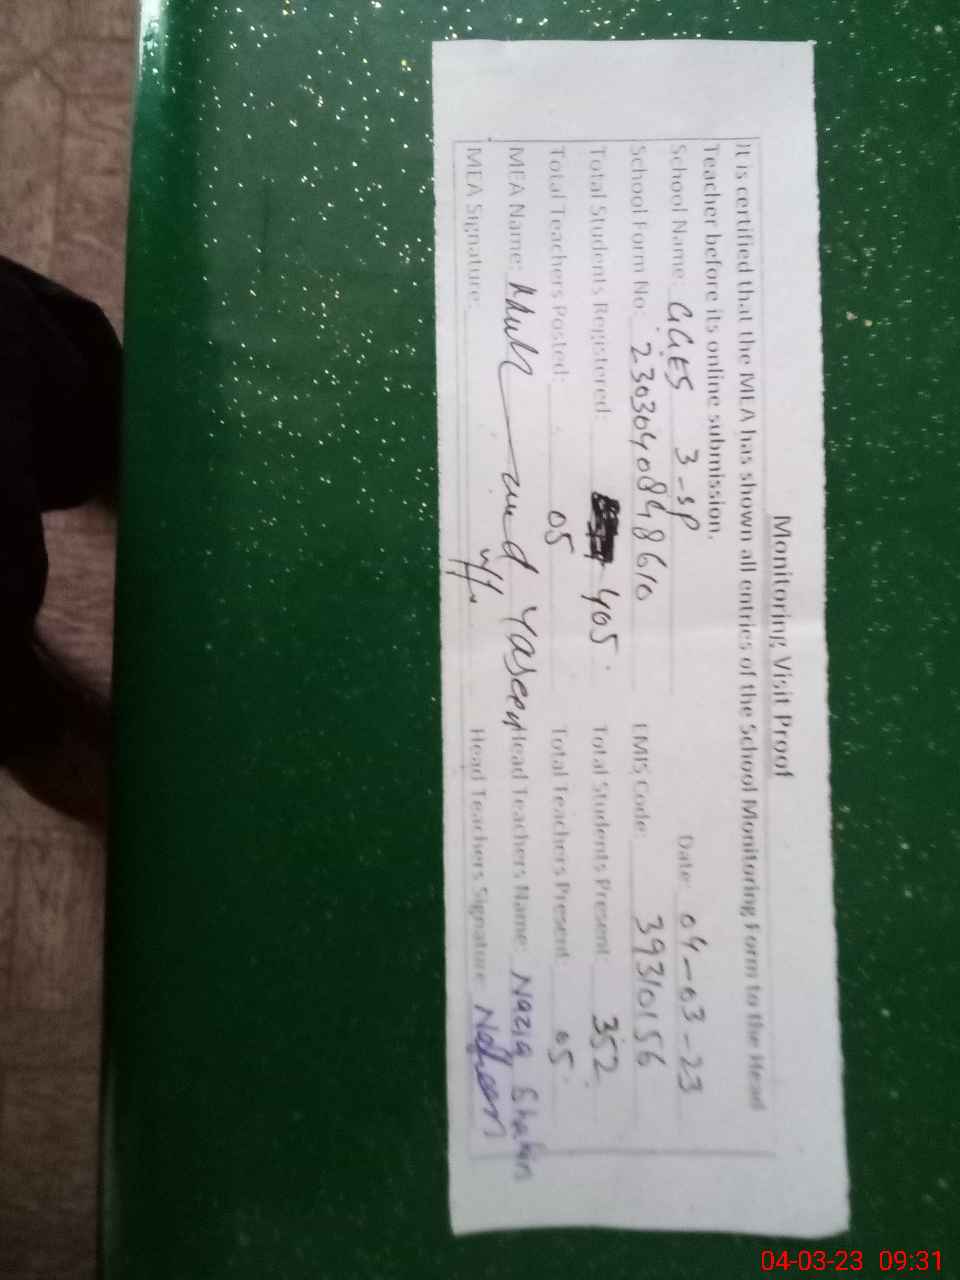 Monitoring Visit Proof
It is certified that the MEA has shown all entries of the School Monitoring Form to the Head
Teacher before its online submission.
School Name: GGES 3-SP Date: 04-03-23
School Form No: 2303040848610 EMIS Code: 39310156
Total Students Registered: 405 Total Students Present: 352
Total Teachers Posted: 05 Total Teachers Present: 05
MEA Name: Muhammad Yaseen Head Teachers Name: Nazia Shahin
MEA Signature: Head Teachers Signature:
04-03-23 09:31